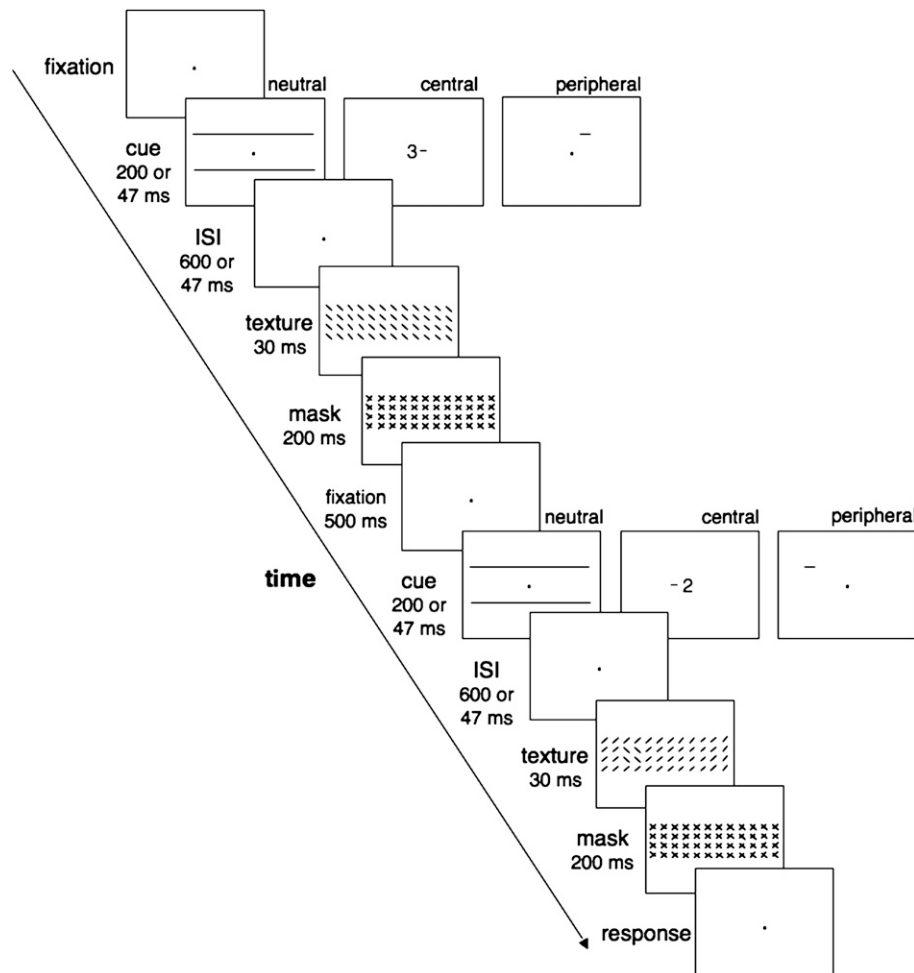 fixation
neutral
central
peripheral
cue
200 or
47 ms
3-
ISI
600 or
47 ms
texture
30 ms
mask
200 ms
fixation
500 ms
neutral
central
peripheral
time
cue
200 or
47 ms
-2
ISI
600 or
47 ms
texture
30 ms
mask
200 ms
response